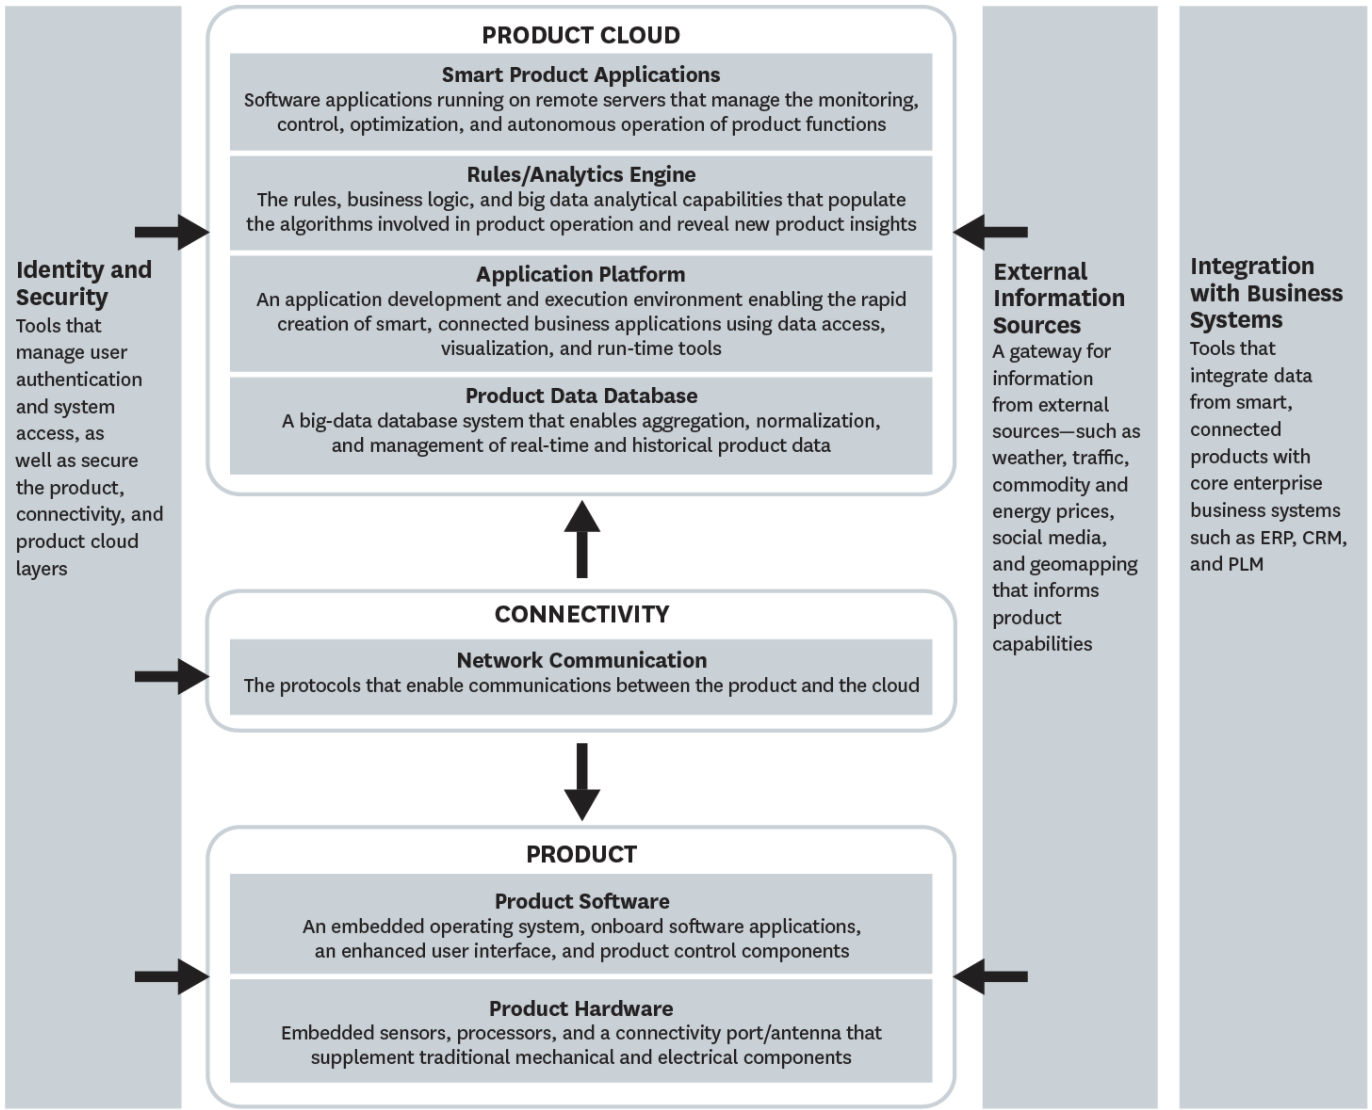 PRODUCT CLOUD
Smart Product Applications
Software applications running on remote servers that manage the monitoring,
control, optimization, and autonomous operation of product functions
Rules/Analytics Engine
The rules, business logic, and big data analytical capabilities that populate
the algorithms involved in product operation and reveal new product insights
Application Platform
An application development and execution environment enabling the rapid
creation of smart, connected business applications using data access,
visualization, and run-time tools
Product Data Database
A big-data database system that enables aggregation, normalization,
and management of real-time and historical product data
CONNECTIVITY
Network Communication
The protocols that enable communications between the product and the cloud
PRODUCT
Product Software
An embedded operating system, onboard software applications,
an enhanced user interface, and product control components
Product Hardware
Embedded sensors, processors, and a connectivity port/antenna that
supplement traditional mechanical and electrical components
Identity and
Security
Tools that
manage user
authentication
and system
access, as
well as secure
the product,
connectivity, and
product cloud
layers
External
Information
Sources
A gateway for
information
from external
sources—such as
weather, traffic,
commodity and
energy prices,
social media,
and geomapping
that informs
product
capabilities
Integration
with Business
Systems
Tools that
integrate data
from smart,
connected
products with
core enterprise
business systems
such as ERP, CRM,
and PLM